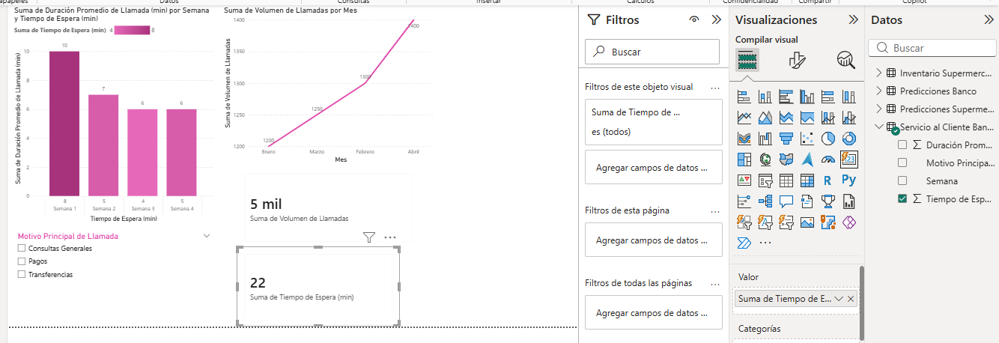 papapeles
Datos
Consultas
Insertar
Cálculos
Confidencialidad
Compartir
Copilot
Suma de Duración Promedio de Llamada (min) por Semana
y Tiempo de Espera (min)
Suma de Tiempo de Espera (min) 4 8
Suma de Duración Promedio de Llamada (min)
10
8
6
4
2
0
10
7
6
6
8
5
4
5
Semana 1
Semana 2
Semana 3
Semana 4
Tiempo de Espera (min)
Suma de Volumen de Llamadas por Mes
Suma de Volumen de Llamadas
1400
1350
1300
1250
1200
1200
1250
1300
1400
Enero
Marzo
Febrero
Abril
Mes
5 mil
Suma de Volumen de Llamadas
Motivo Principal de Llamada
Consultas Generales
Pagos
Transferencias
22
Suma de Tiempo de Espera (min)
Filtros
Buscar
Filtros de este objeto visual ...
Suma de Tiempo de ...
es (todos)
Agregar campos de datos ...
Filtros de esta página ...
Agregar campos de datos ...
Filtros de todas las páginas ...
Agregar campos de datos ...
Visualizaciones
Compilar visual
123
R
Py
...
Valor
Suma de Tiempo de E...
Categorías
Datos
Buscar
Inventario Supermerc...
Predicciones Banco
Predicciones Superme...
Servicio al Cliente Ban...
Duración Prom...
Motivo Principa...
Semana
Tiempo de Esp...